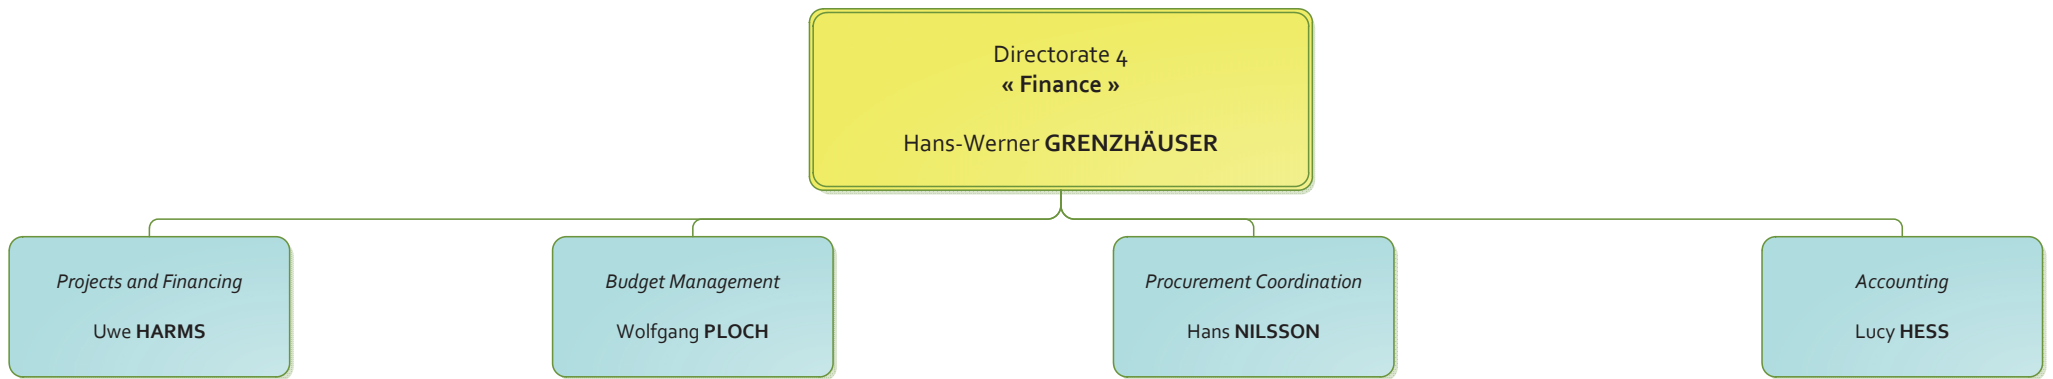 Directorate 4
« Finance »
Hans-Werner GRENZHÄUSER
Projects and Financing
Uwe HARMS
Budget Management
Wolfgang PLOCH
Procurement Coordination
Hans NILSSON
Accounting
Lucy HESS